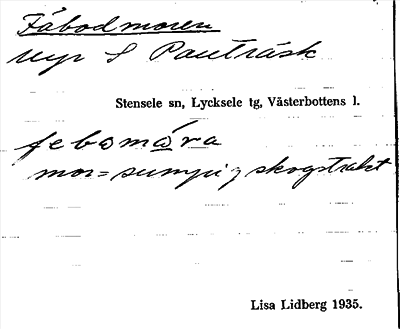 Fäbodmoren
myr S Pauträsk
Stensele sn, Lycksele tg, Västerbottens l.
febomåra
mor = sumpig skogstrakt
Lisa Lidberg 1935.